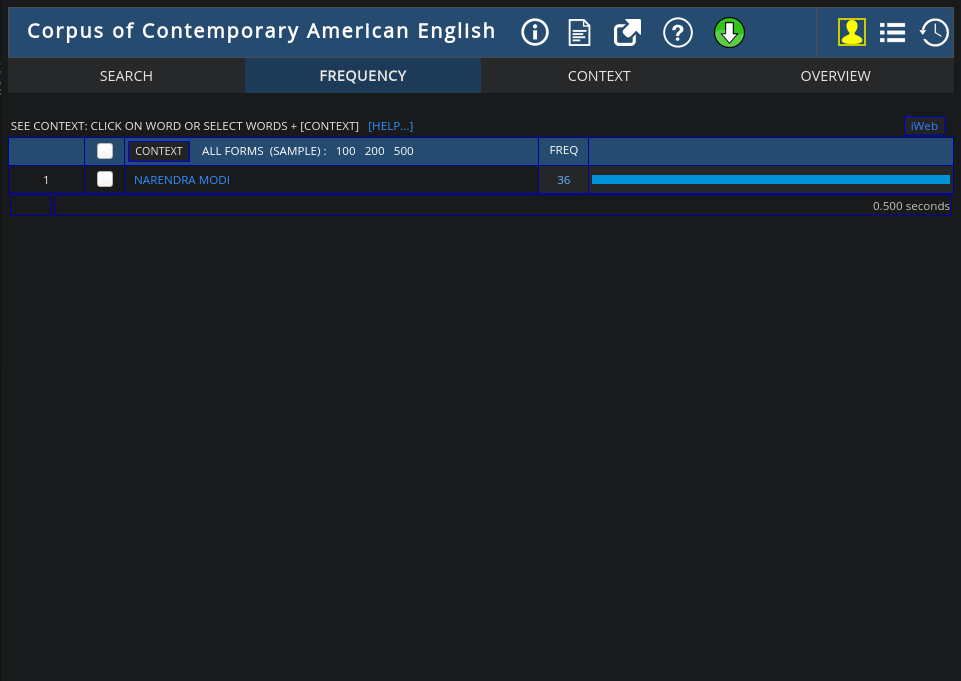 Corpus of Contemporary American English
SEARCH FREQUENCY CONTEXT OVERVIEW
SEE CONTEXT: CLICK ON WORD OR SELECT WORDS + [CONTEXT] [HELP...] iWeb
CONTEXT ALL FORMS (SAMPLE) : 100 200 500 FREQ
1 NARENDRA MODI 36
0.500 seconds